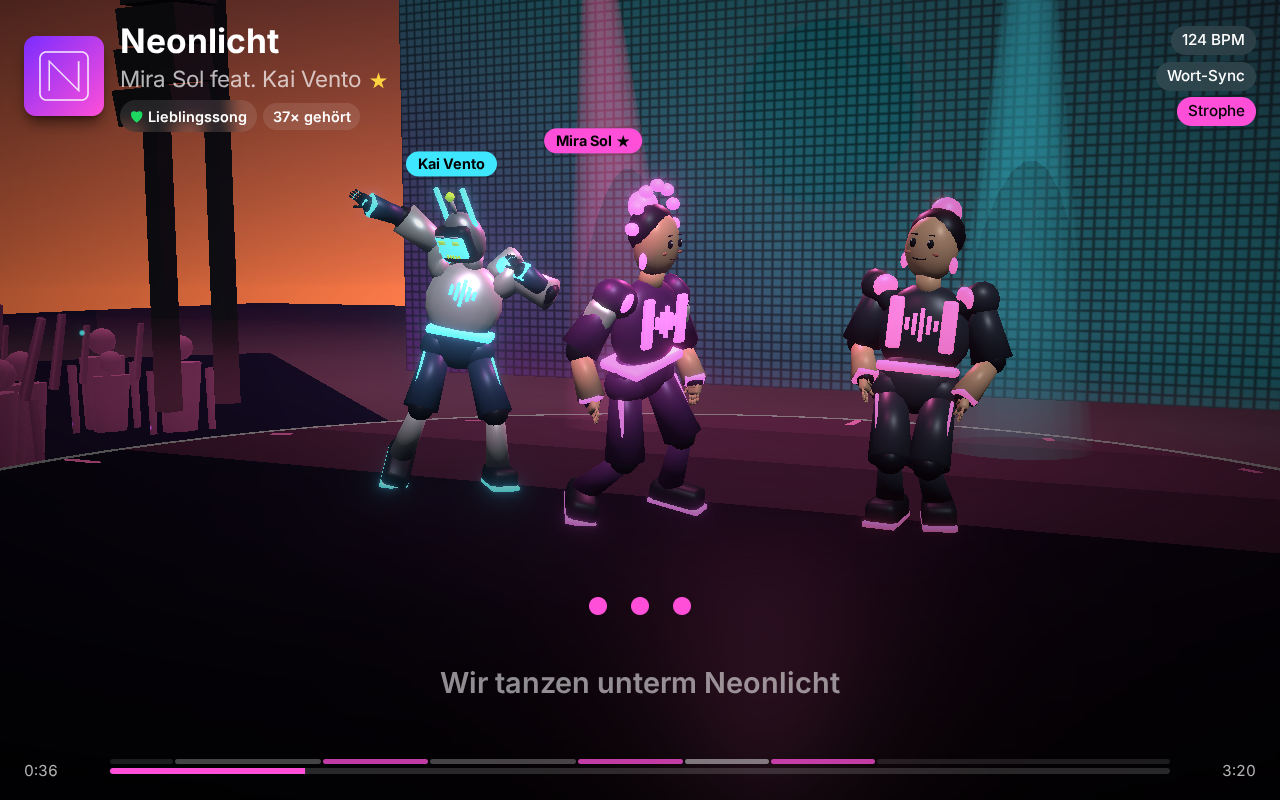 Neonlicht
Mira Sol feat. Kai Vento ★
Lieblingssong
37× gehört
124 BPM
Wort-Sync
Strophe
Mira Sol ★
Kai Vento
Wir tanzen unterm Neonlicht
0:36
3:20